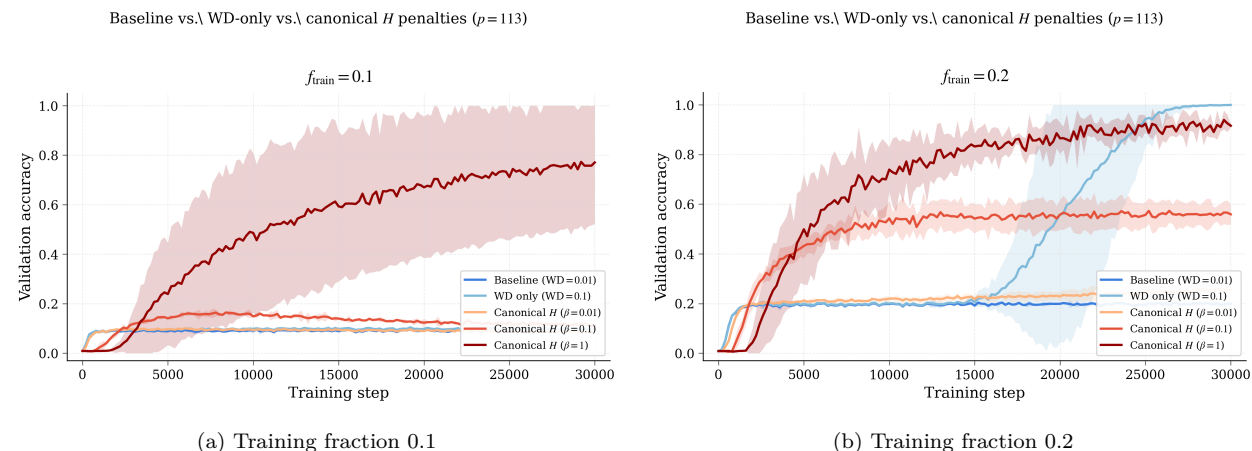 Baseline vs.\ WD-only vs.\ canonical H penalties (p = 113)
f_train = 0.1
Validation accuracy
1.0
0.8
0.6
0.4
0.2
0.0
Baseline (WD = 0.01)
WD only (WD = 0.1)
Canonical H (β = 0.01)
Canonical H (β = 0.1)
Canonical H (β = 1)
0 5000 10000 15000 20000 25000 30000
Training step
(a) Training fraction 0.1
Baseline vs.\ WD-only vs.\ canonical H penalties (p = 113)
f_train = 0.2
Validation accuracy
1.0
0.8
0.6
0.4
0.2
0.0
Baseline (WD = 0.01)
WD only (WD = 0.1)
Canonical H (β = 0.01)
Canonical H (β = 0.1)
Canonical H (β = 1)
0 5000 10000 15000 20000 25000 30000
Training step
(b) Training fraction 0.2